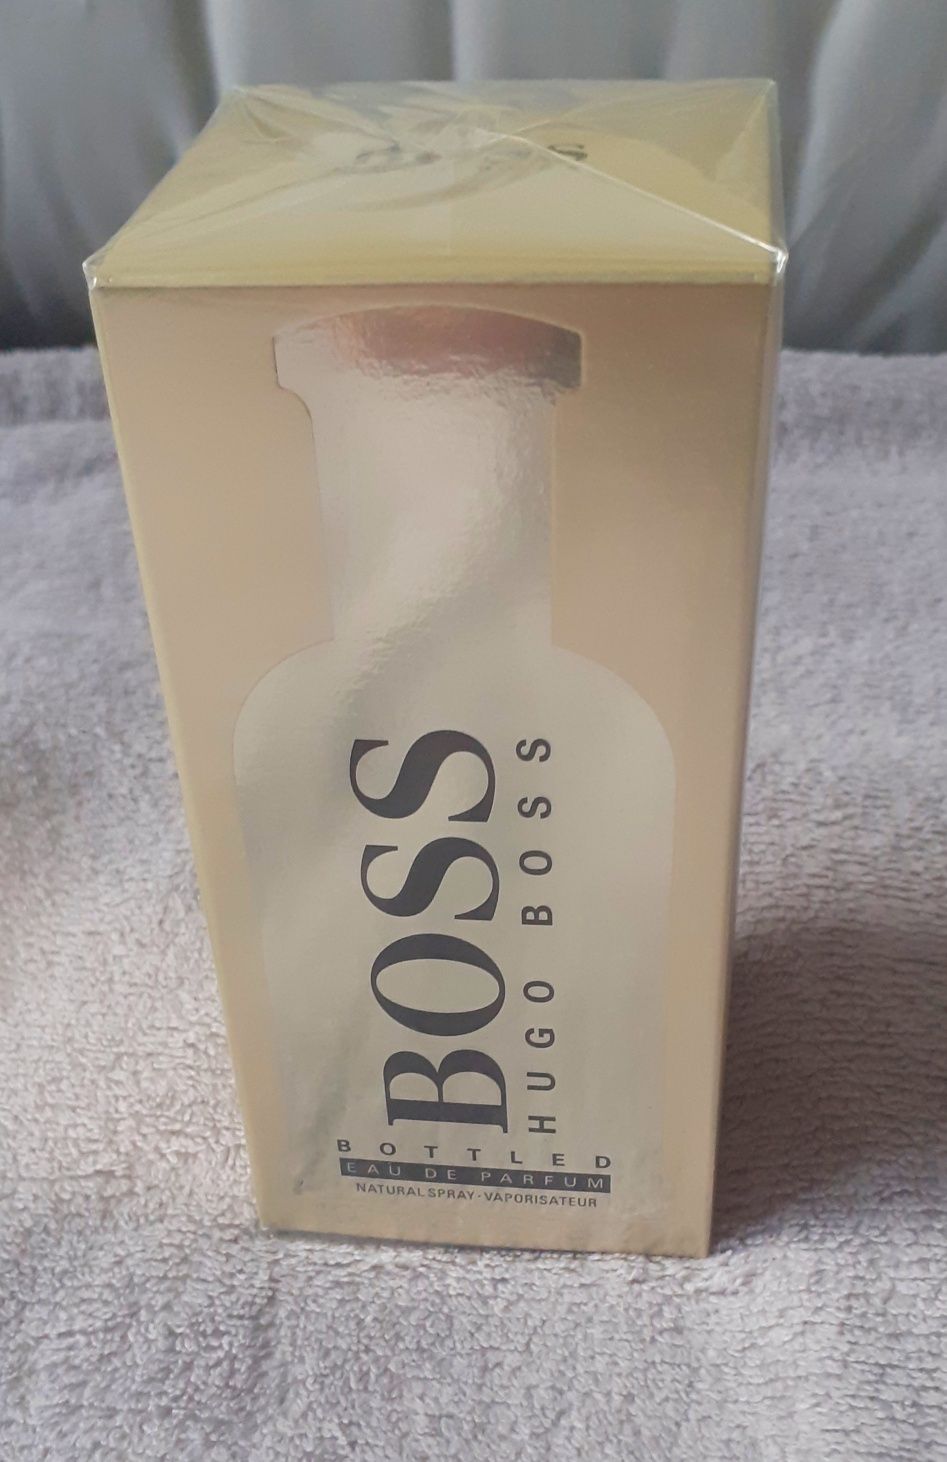 BOSS
HUGO BOSS
BOTTLED
EAU DE PARFUM
NATURAL SPRAY · VAPORISATEUR